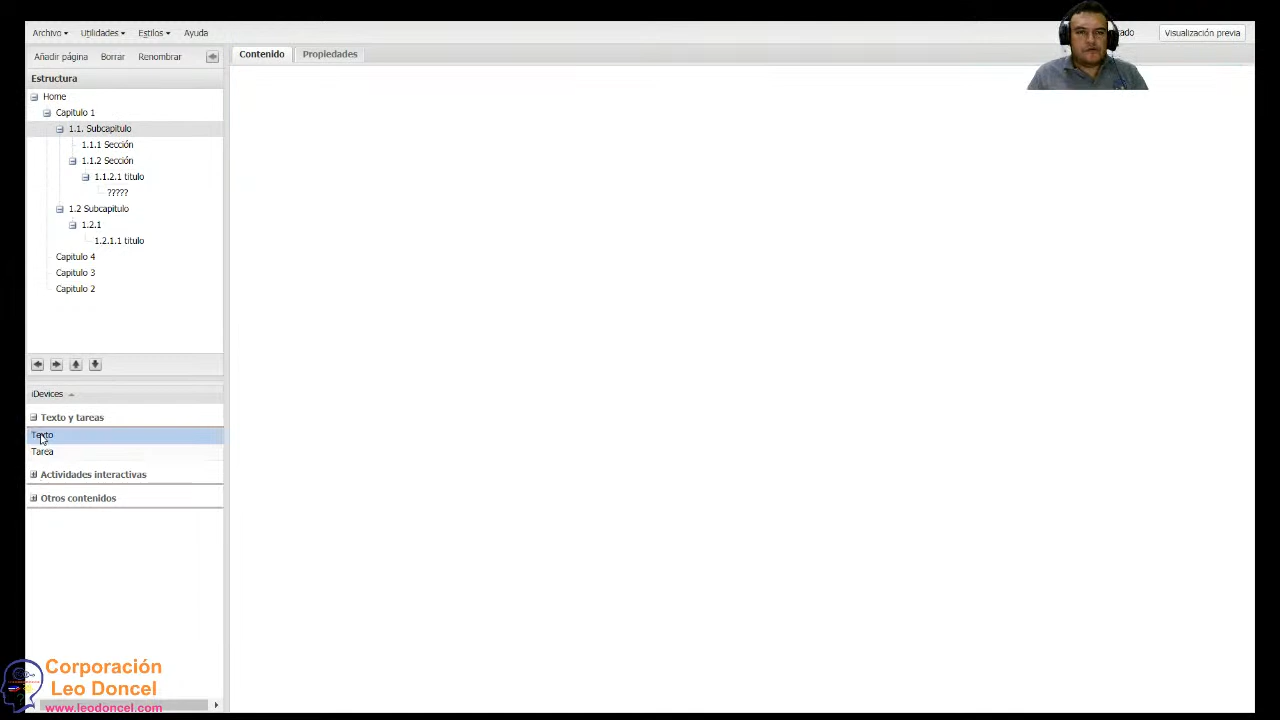 Archivo Utilidades Estilos Ayuda
Visualización previa
Añadir página Borrar Renombrar
Contenido Propiedades
Estructura
Home
Capitulo 1
1.1. Subcapitulo
1.1.1 Sección
1.1.2 Sección
1.1.2.1 titulo
?????
1.2 Subcapitulo
1.2.1
1.2.1.1 titulo
Capitulo 4
Capitulo 3
Capitulo 2
iDevices
Texto y tareas
Texto
Tarea
Actividades interactivas
Otros contenidos
Corporación
Leo Doncel
www.leodoncel.com